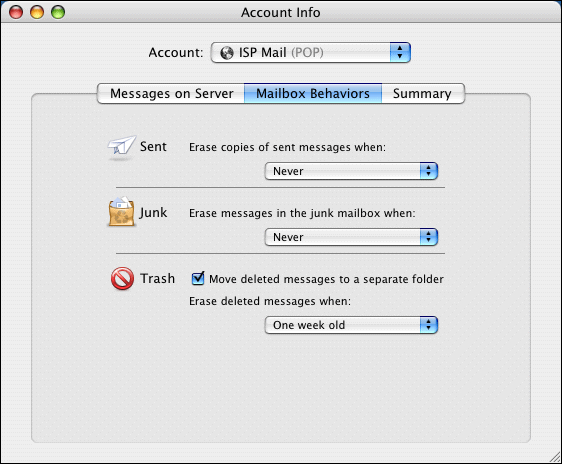 Account Info
Account: ISP Mail (POP)
Messages on Server Mailbox Behaviors Summary
Sent Erase copies of sent messages when:
Never
Junk Erase messages in the junk mailbox when:
Never
Trash Move deleted messages to a separate folder
Erase deleted messages when:
One week old